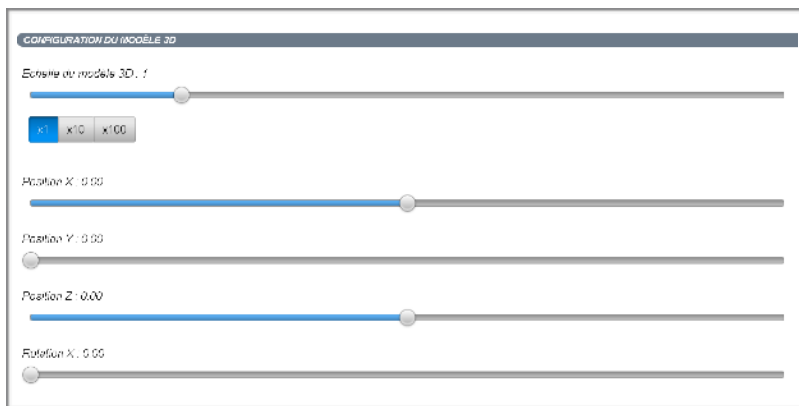 CONFIGURATION DU MODÈLE 3D
Echelle du modèle 3D : 1
x1 x10 x100
Position X : 0.00
Position Y : 0.00
Position Z : 0.00
Rotation X : 0.00